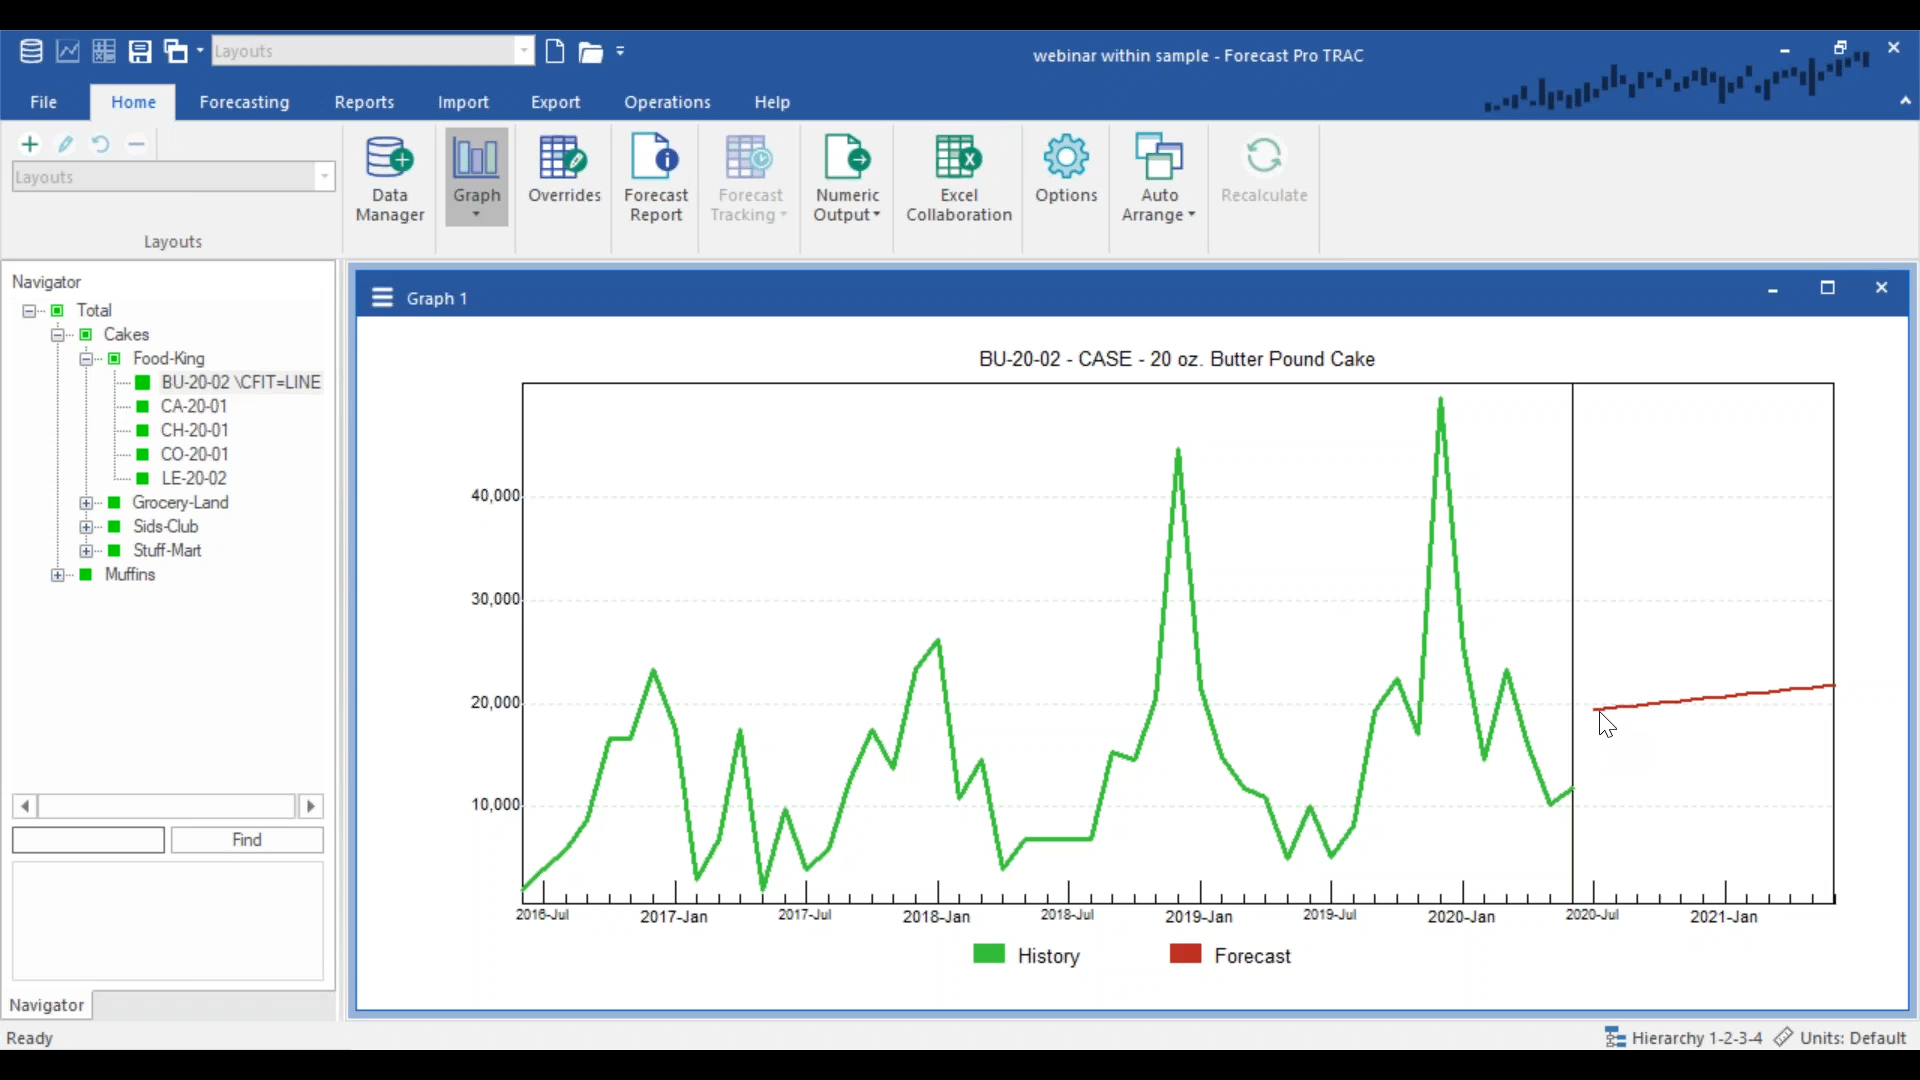 Layouts
webinar within sample - Forecast Pro TRAC
File Home Forecasting Reports Import Export Operations Help
Layouts
Layouts
Data Manager
Graph
Overrides
Forecast Report
Forecast Tracking
Numeric Output
Excel Collaboration
Options
Auto Arrange
Recalculate
Navigator
Total
Cakes
Food-King
BU-20-02 \CFIT=LINE
CA-20-01
CH-20-01
CO-20-01
LE-20-02
Grocery-Land
Sids-Club
Stuff-Mart
Muffins
Find
Navigator
Graph 1
BU-20-02 - CASE - 20 oz. Butter Pound Cake
40,000
30,000
20,000
10,000
2016-Jul 2017-Jan 2017-Jul 2018-Jan 2018-Jul 2019-Jan 2019-Jul 2020-Jan 2020-Jul 2021-Jan
History Forecast
Ready
Hierarchy 1-2-3-4 Units: Default